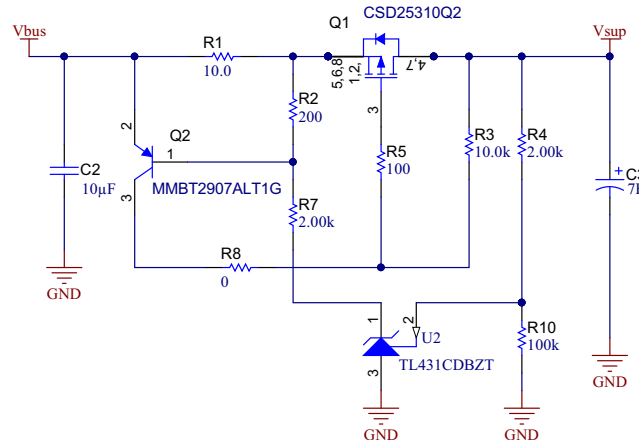 CSD25310Q2
Q1
Vbus
Vsup
R1
10.0
5,6,8
1,2,
4,7
R2
200
3
2
Q2
1
R5
100
R3
10.0k
R4
2.00k
C2
10µF
MMBT2907ALT1G
3
R7
2.00k
+
R8
0
GND
1
2
U2
TL431CDBZT
3
R10
100k
GND
GND
GND